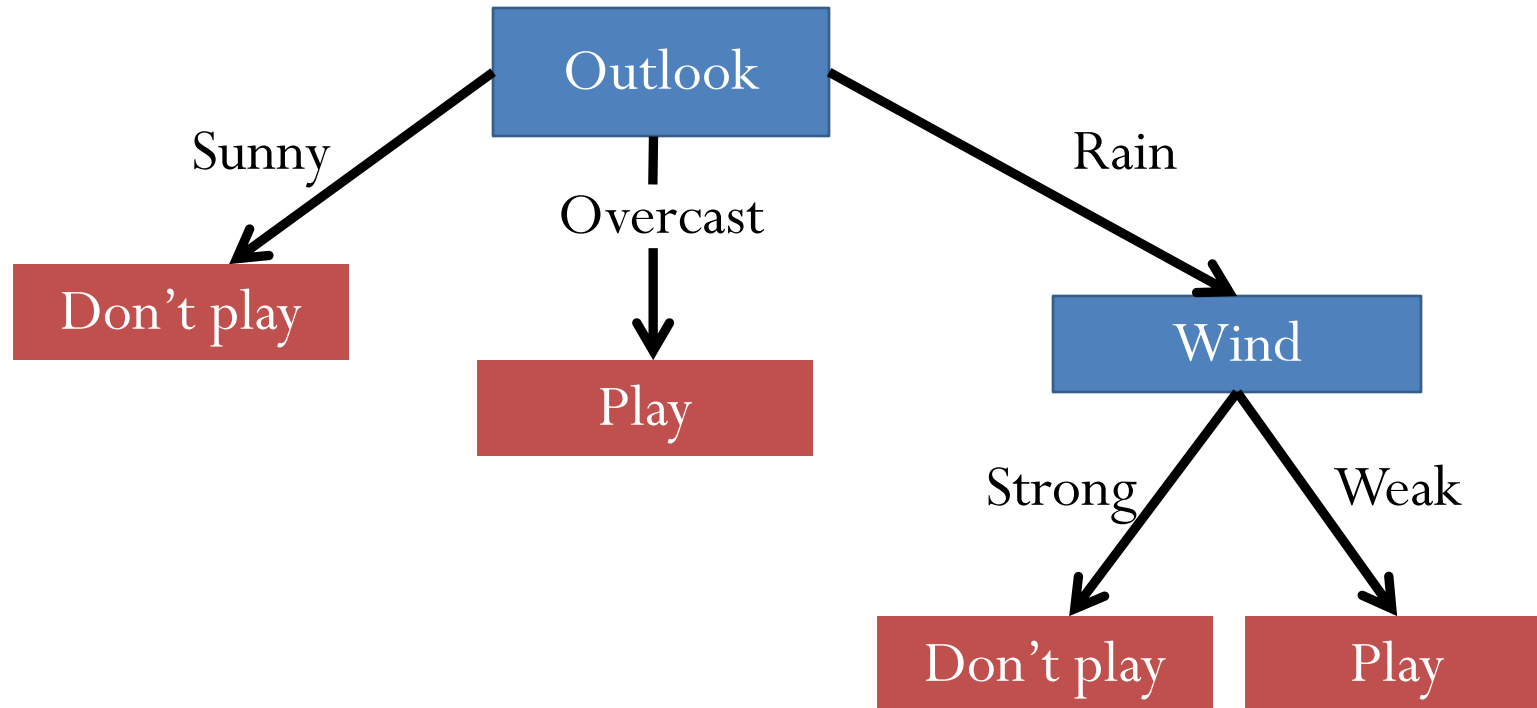 Outlook
Sunny
Rain
Overcast
Don’t play
Wind
Play
Strong
Weak
Don’t play
Play